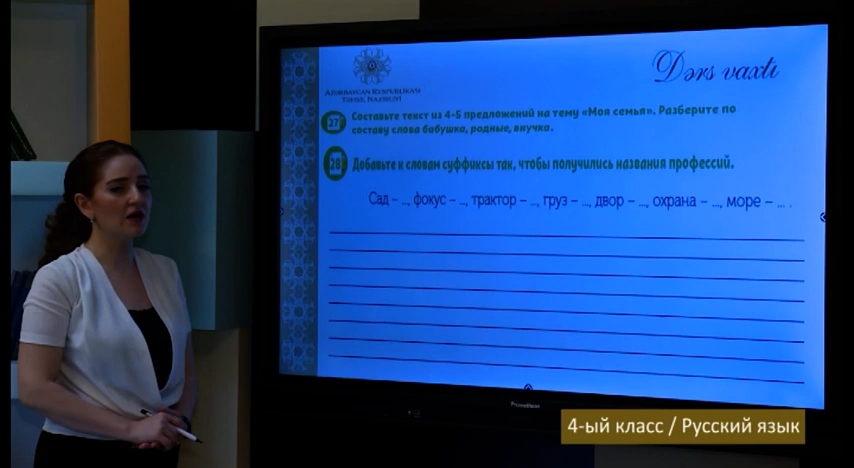 Dərs vaxtı
AZƏRBAYCAN RESPUBLİKASI
TƏHSİL NAZİRLİYİ
27 Составьте текст из 4-5 предложений на тему «Моя семья». Разберите по
составу слова бабушка, родные, внучка.
28 Добавьте к словам суффиксы так, чтобы получились названия профессий.
Сад – ..., фокус – ..., трактор – ..., груз – ..., двор – ..., охрана – ..., море – ... .
Promethean
4-ый класс / Русский язык